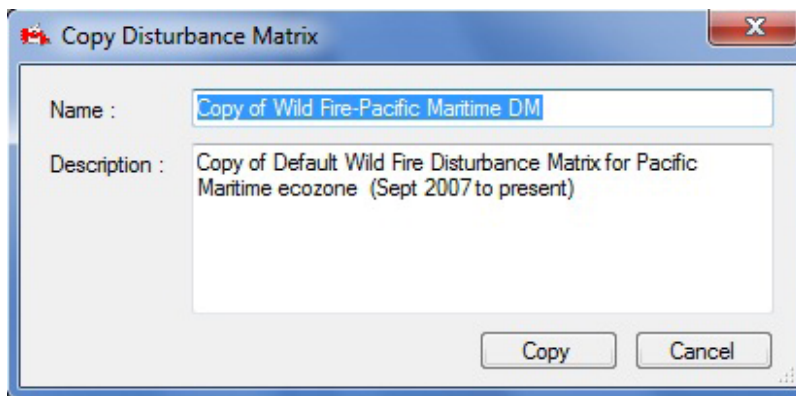 Copy Disturbance Matrix
X
Name :
Copy of Wild Fire-Pacific Maritime DM
Description :
Copy of Default Wild Fire Disturbance Matrix for Pacific
Maritime ecozone  (Sept 2007 to present)
Copy
Cancel